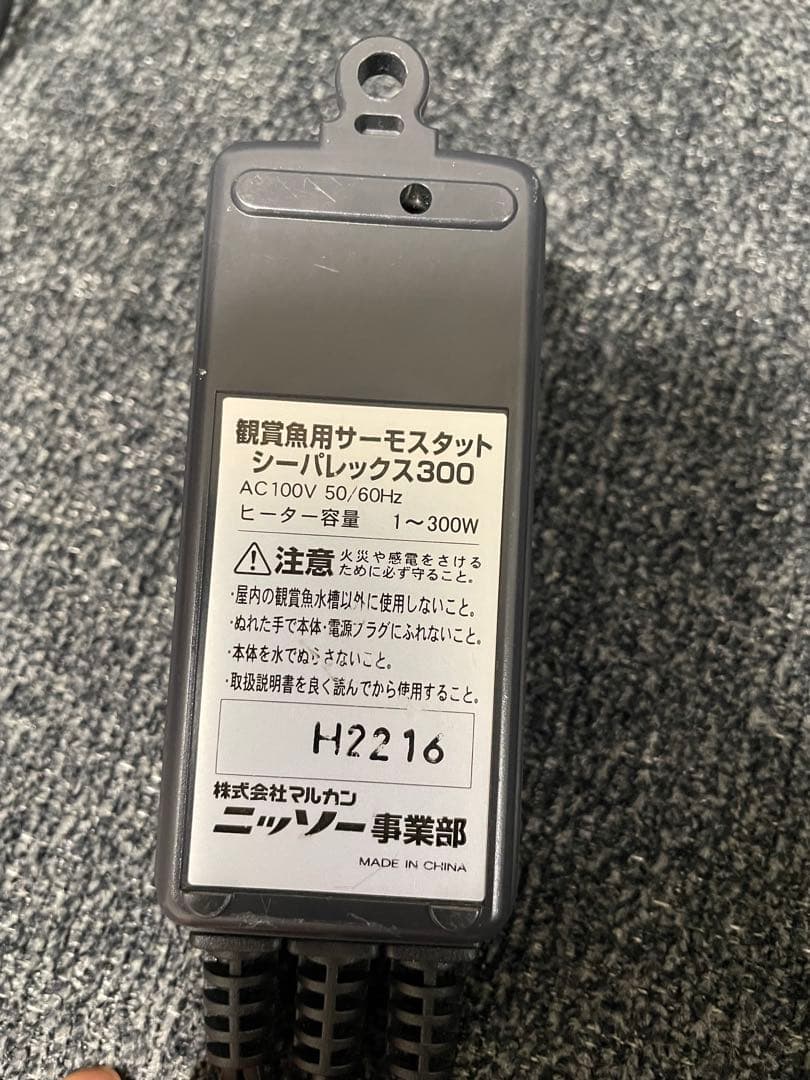 観賞魚用サーモスタット
シーパレックス300
AC100V 50/60Hz
ヒーター容量 1～300W
注意 火災や感電をさける
ために必ず守ること。
・屋内の観賞魚水槽以外に使用しないこと。
・ぬれた手で本体・電源プラグにふれないこと。
・本体を水でぬらさないこと。
・取扱説明書を良く読んでから使用すること。
H2216
株式会社マルカン
ニッソー事業部
MADE IN CHINA